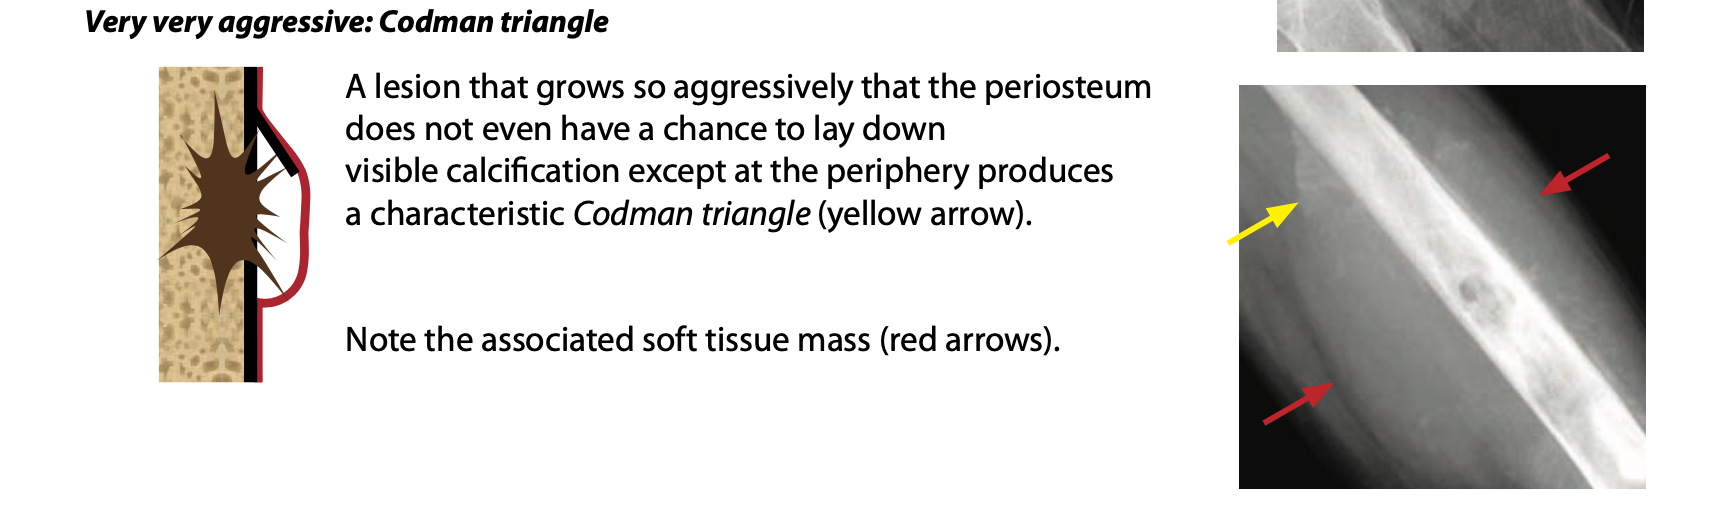 Very very aggressive: Codman triangle
A lesion that grows so aggressively that the periosteum
does not even have a chance to lay down
visible calcification except at the periphery produces
a characteristic Codman triangle (yellow arrow).
Note the associated soft tissue mass (red arrows).